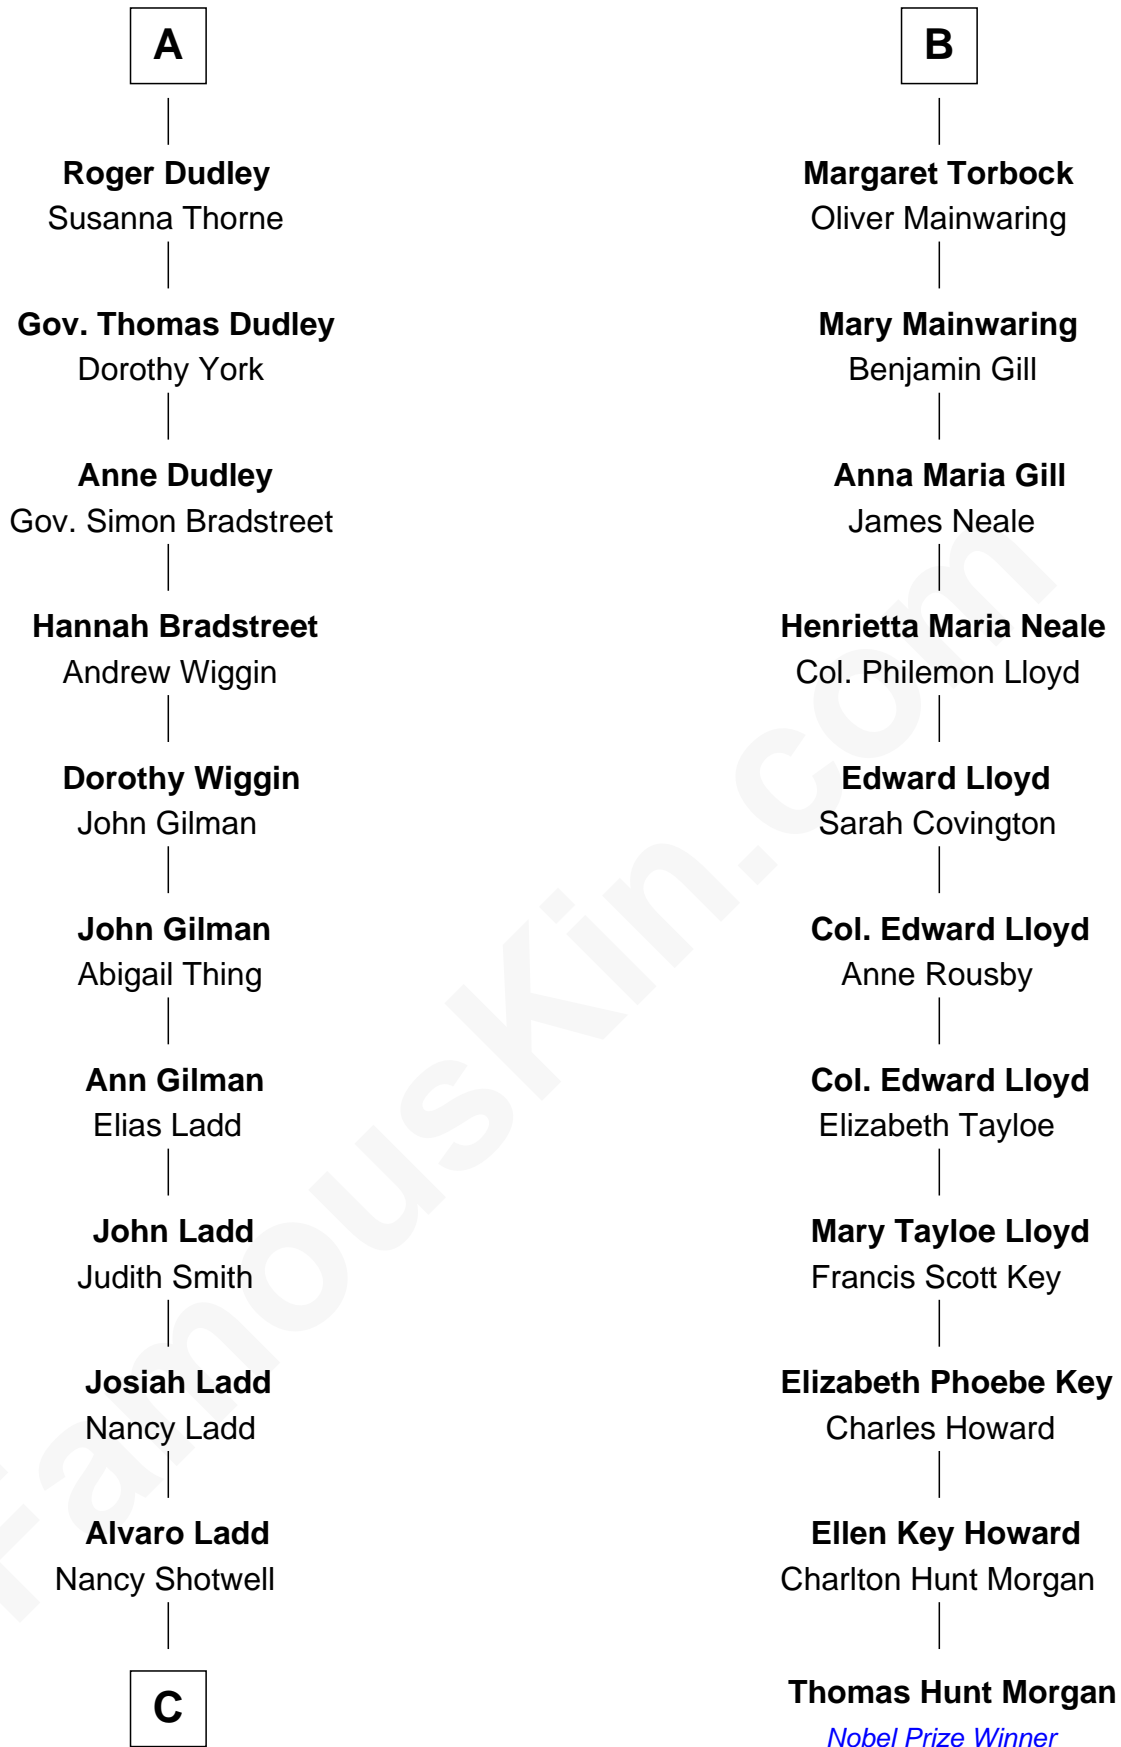 A
Roger Dudley
Susanna Thorne
Gov. Thomas Dudley
Dorothy York
Anne Dudley
Gov. Simon Bradstreet
Hannah Bradstreet
Andrew Wiggin
Dorothy Wiggin
John Gilman
John Gilman
Abigail Thing
Ann Gilman
Elias Ladd
John Ladd
Judith Smith
Josiah Ladd
Nancy Ladd
Alvaro Ladd
Nancy Shotwell
C
B
Margaret Torbock
Oliver Mainwaring
Mary Mainwaring
Benjamin Gill
Anna Maria Gill
James Neale
Henrietta Maria Neale
Col. Philemon Lloyd
Edward Lloyd
Sarah Covington
Col. Edward Lloyd
Anne Rousby
Col. Edward Lloyd
Elizabeth Tayloe
Mary Tayloe Lloyd
Francis Scott Key
Elizabeth Phoebe Key
Charles Howard
Ellen Key Howard
Charlton Hunt Morgan
Thomas Hunt Morgan
Nobel Prize Winner
FamousKin.com